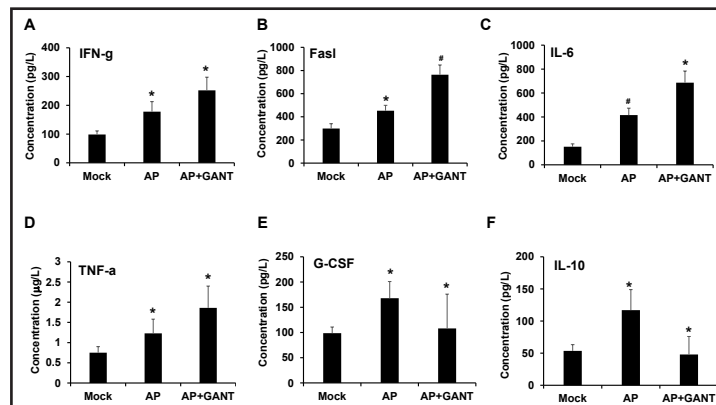 A
IFN-g
Concentration (pg/L)
400
300
200
100
0
*
*
Mock AP AP+GANT
B
Fasl
Concentration (pg/L)
1000
800
600
400
200
0
*
#
Mock AP AP+GANT
C
IL-6
Concentration (pg/L)
1000
800
600
400
200
0
#
*
Mock AP AP+GANT
D
TNF-a
Concentration (µg/L)
3
2.5
2
1.5
1
0.5
0
*
*
Mock AP AP+GANT
E
G-CSF
Concentration (pg/L)
250
200
150
100
50
0
*
*
Mock AP AP+GANT
F
IL-10
Concentration (pg/L)
200
150
100
50
0
*
*
Mock AP AP+GANT